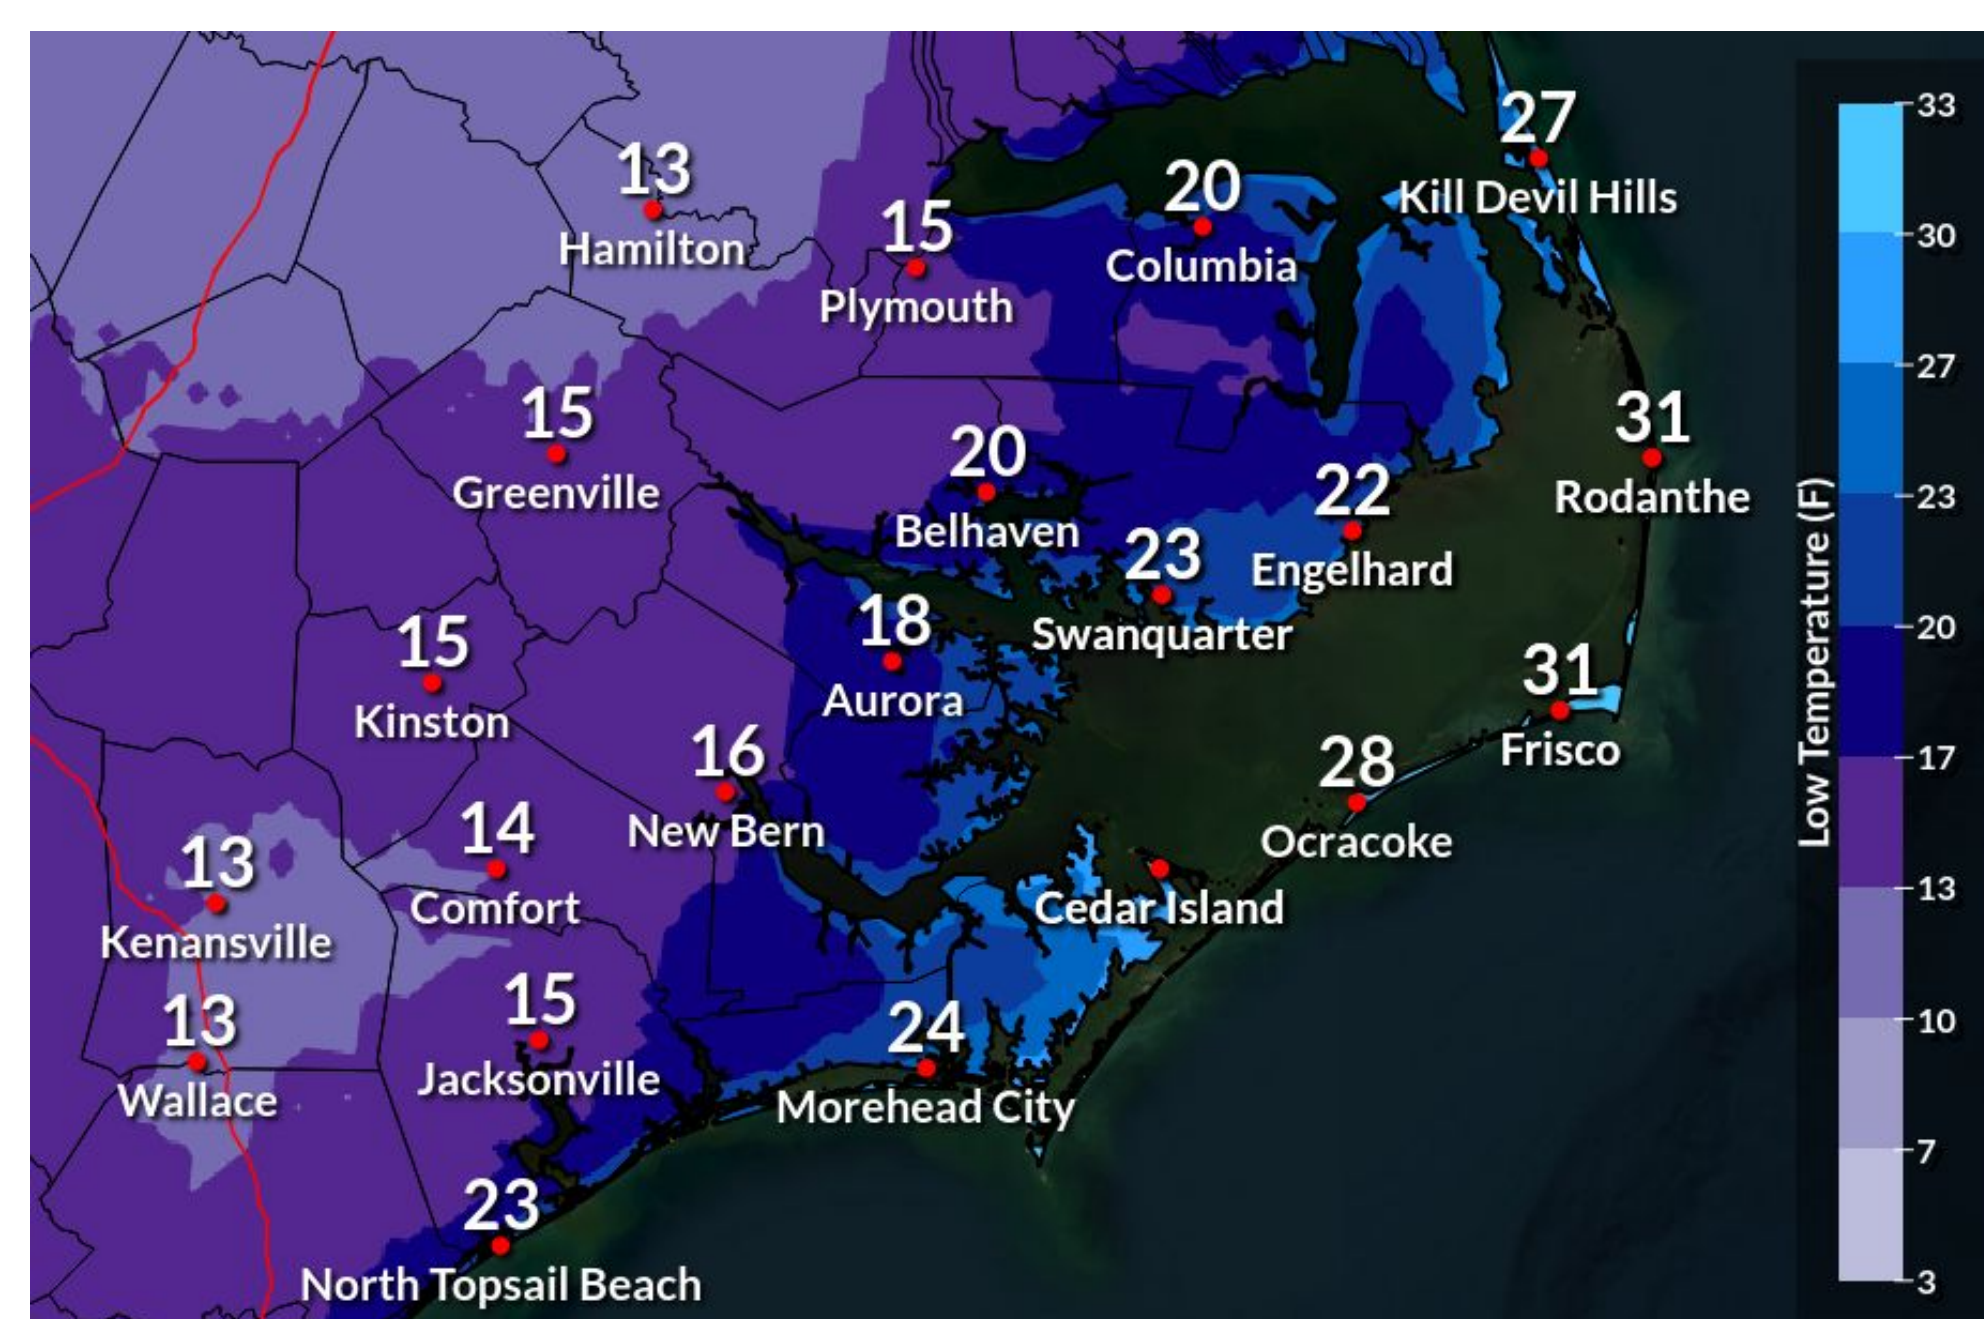 27
Kill Devil Hills
13
Hamilton
20
Columbia
15
Plymouth
31
Rodanthe
15
Greenville
20
Belhaven
22
Engelhard
23
Swanquarter
18
Aurora
15
Kinston
31
Frisco
16
New Bern
28
Ocracoke
14
Comfort
13
Kenansville
Cedar Island
15
Jacksonville
13
Wallace
24
Morehead City
23
North Topsail Beach
Low Temperature (F)
33
30
27
23
20
17
13
10
7
3